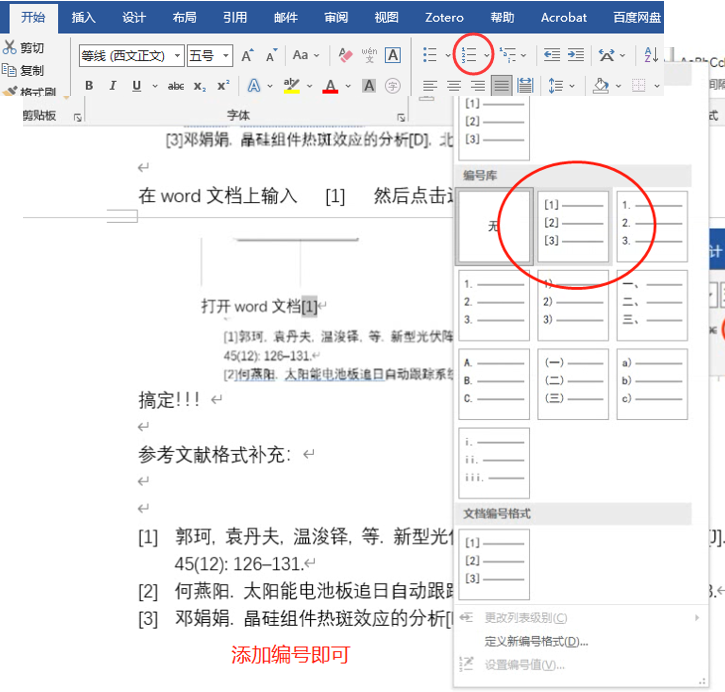 开始 插入 设计 布局 引用 邮件 审阅 视图 Zotero 帮助 Acrobat 百度网盘
剪切 等线 (西文正文) 五号 A A Aa A wén 文 A
复制
格式刷 B I U abc x₂ x² A ab A A 字
剪贴板 字体 式
[3]邓娟娟. 晶硅组件热斑效应的分析[D]. 北
[1]
[2]
[3]
编号库
在 word 文档上输入 [1] 然后点击
无
[1]
[2]
[3]
1.
2.
3.
计
打开 word 文档[1]
[1]郭珂, 袁丹夫, 温浚铎, 等. 新型光伏阵
45(12): 126–131.
[2]何燕阳. 太阳能电池板追日自动跟踪系统
1.
2.
3.
1)
2)
3)
一、
二、
三、
A.
B.
C.
(一)
(二)
(三)
a)
b)
c)
搞定!!!
i.
ii.
iii.
参考文献格式补充:
文档编号格式
[1]
[2]
[3]
[1] 郭珂, 袁丹夫, 温浚铎, 等. 新型光伏 [J].
45(12): 126–131.
[2] 何燕阳. 太阳能电池板追日自动跟踪 3.
[3] 邓娟娟. 晶硅组件热斑效应的分析[
更改列表级别(C)
定义新编号格式(D)...
设置编号值(V)...
添加编号即可